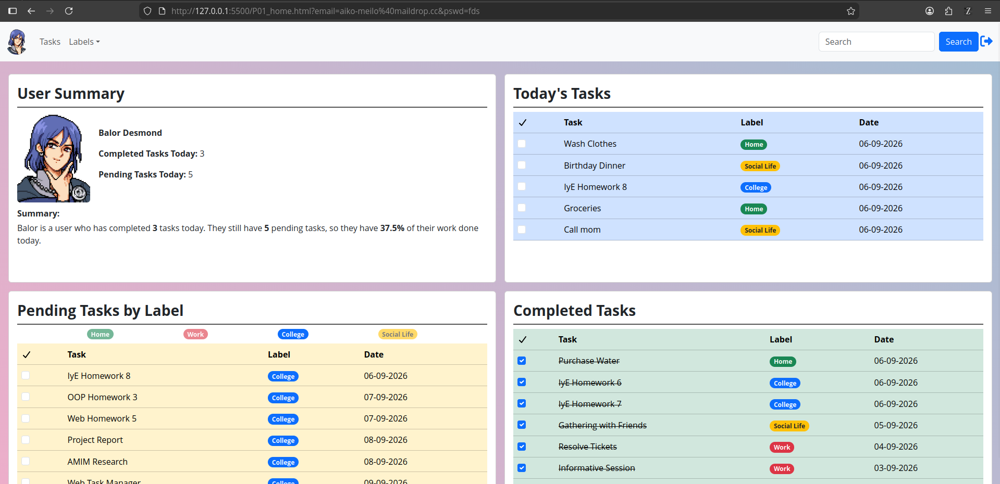 http://127.0.0.1:5500/P01_home.html?email=aiko-meilo%40maildrop.cc&pswd=fds
Tasks Labels Search Search
User Summary
Balor Desmond
Completed Tasks Today: 3
Pending Tasks Today: 5
Summary:
Balor is a user who has completed 3 tasks today. They still have 5 pending tasks, so they have 37.5% of their work done
today.
Today's Tasks
Task Label Date
Wash Clothes Home 06-09-2026
Birthday Dinner Social Life 06-09-2026
IyE Homework 8 College 06-09-2026
Groceries Home 06-09-2026
Call mom Social Life 06-09-2026
Pending Tasks by Label
Home Work College Social Life
Task Label Date
IyE Homework 8 College 06-09-2026
OOP Homework 3 College 07-09-2026
Web Homework 5 College 07-09-2026
Project Report College 08-09-2026
AMIM Research College 08-09-2026
Web Task Manager College 09-09-2026
Completed Tasks
Task Label Date
Purchase Water Home 06-09-2026
IyE Homework 6 College 06-09-2026
IyE Homework 7 College 06-09-2026
Gathering with Friends Social Life 05-09-2026
Resolve Tickets Work 04-09-2026
Informative Session Work 03-09-2026